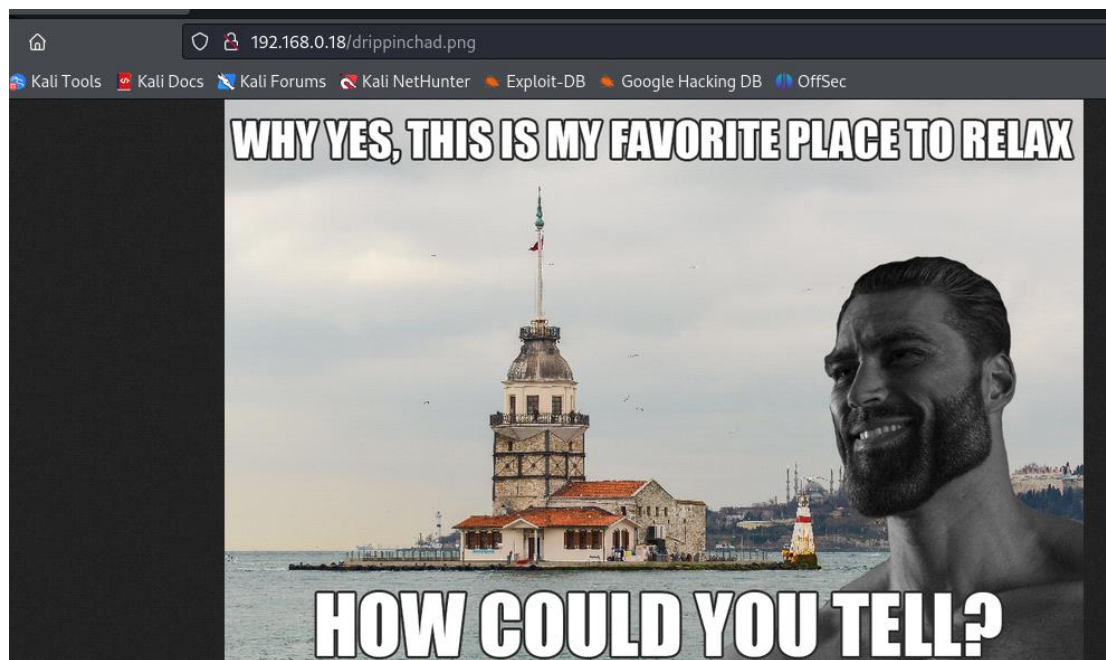 192.168.0.18/drippinchad.png
Kali Tools Kali Docs Kali Forums Kali NetHunter Exploit-DB Google Hacking DB OffSec
WHY YES, THIS IS MY FAVORITE PLACE TO RELAX
HOW COULD YOU TELL?